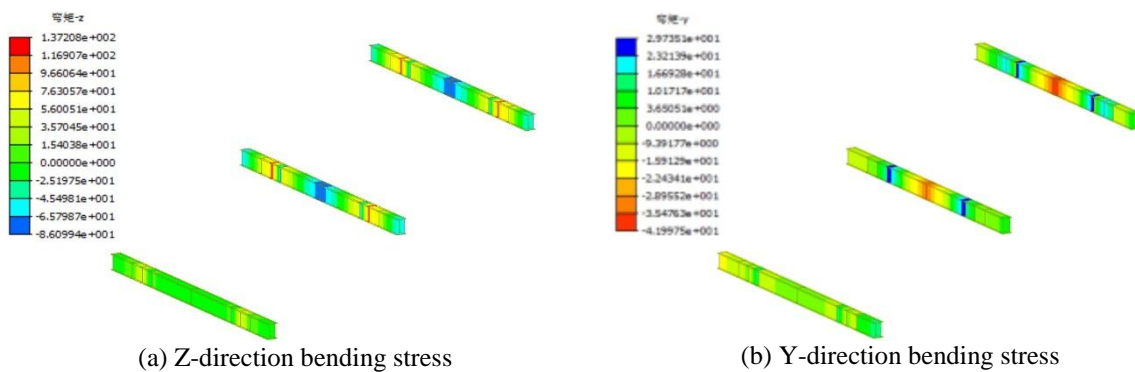 弯矩-z
1.37208e+002
1.16907e+002
9.66064e+001
7.63057e+001
5.60051e+001
3.57045e+001
1.54038e+001
0.00000e+000
-2.51975e+001
-4.54981e+001
-6.57987e+001
-8.60994e+001
弯矩-y
2.97351e+001
2.32139e+001
1.66928e+001
1.01717e+001
3.65051e+000
0.00000e+000
-9.39177e+000
-1.59129e+001
-2.24341e+001
-2.89552e+001
-3.54763e+001
-4.19975e+001
(a) Z-direction bending stress
(b) Y-direction bending stress